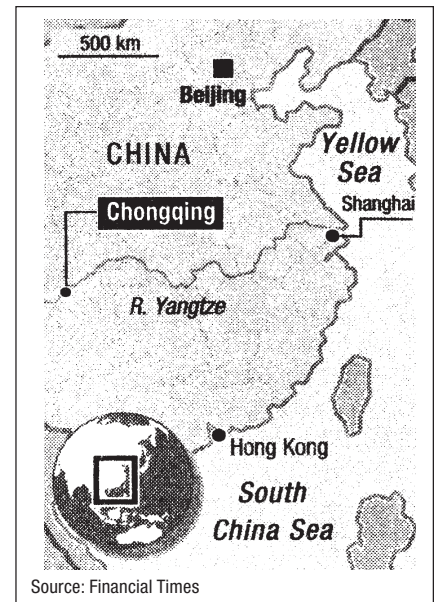 500 km
Beijing
CHINA
Yellow
Sea
Shanghai
Chongqing
R. Yangtze
Hong Kong
South
China Sea
Source: Financial Times